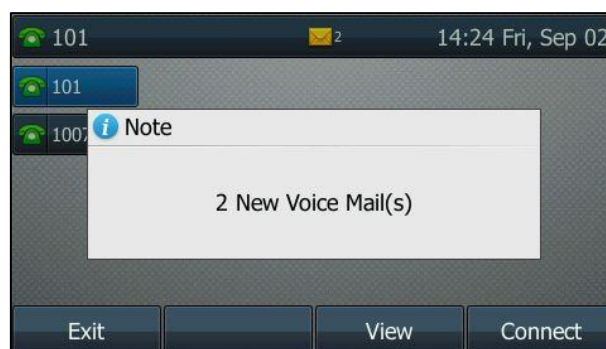 101 2 14:24 Fri, Sep 02
101
1007
i Note
2 New Voice Mail(s)
Exit View Connect